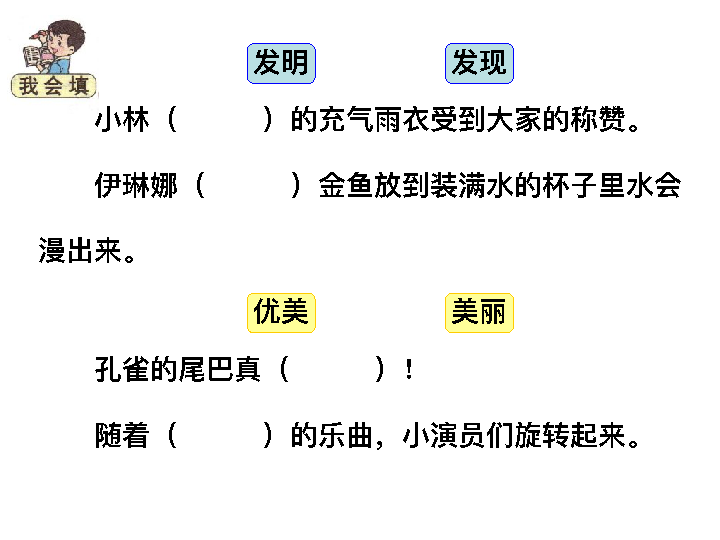 我会填
发明 发现
小林（ ）的充气雨衣受到大家的称赞。
伊琳娜（ ）金鱼放到装满水的杯子里水会
漫出来。
优美 美丽
孔雀的尾巴真（ ）！
随着（ ）的乐曲，小演员们旋转起来。